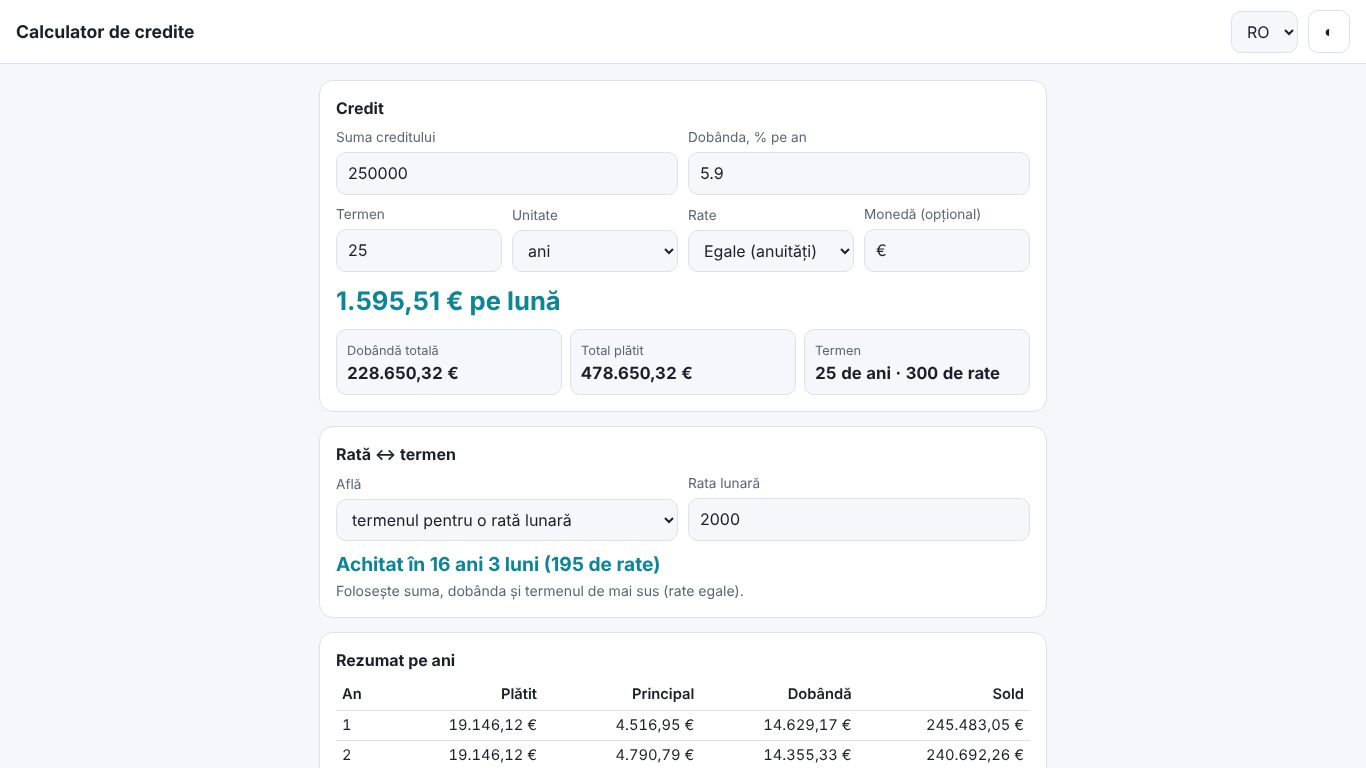 Calculator de credite
RO
Credit
Suma creditului
Dobânda, % pe an
250000
5.9
Termen
Unitate
Rate
Monedă (opțional)
25
ani
Egale (anuități)
€
1.595,51 € pe lună
Dobândă totală
Total plătit
Termen
228.650,32 €
478.650,32 €
25 de ani · 300 de rate
Rată ↔ termen
Află
Rata lunară
termenul pentru o rată lunară
2000
Achitat în 16 ani 3 luni (195 de rate)
Folosește suma, dobânda și termenul de mai sus (rate egale).
Rezumat pe ani
An Plătit Principal Dobândă Sold
1 19.146,12 € 4.516,95 € 14.629,17 € 245.483,05 €
2 19.146,12 € 4.790,79 € 14.355,33 € 240.692,26 €